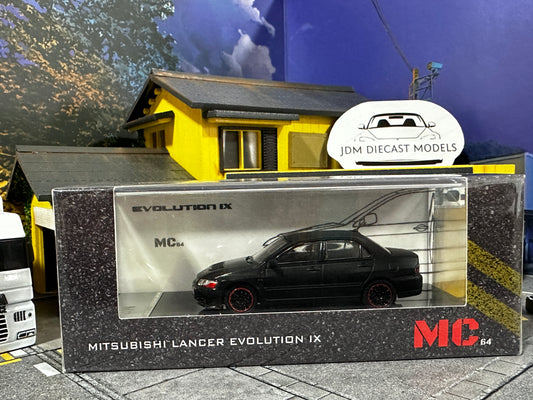 JDM DIECAST MODELS
EVOLUTION IX
MC64
MITSUBISHI LANCER EVOLUTION IX
MC64